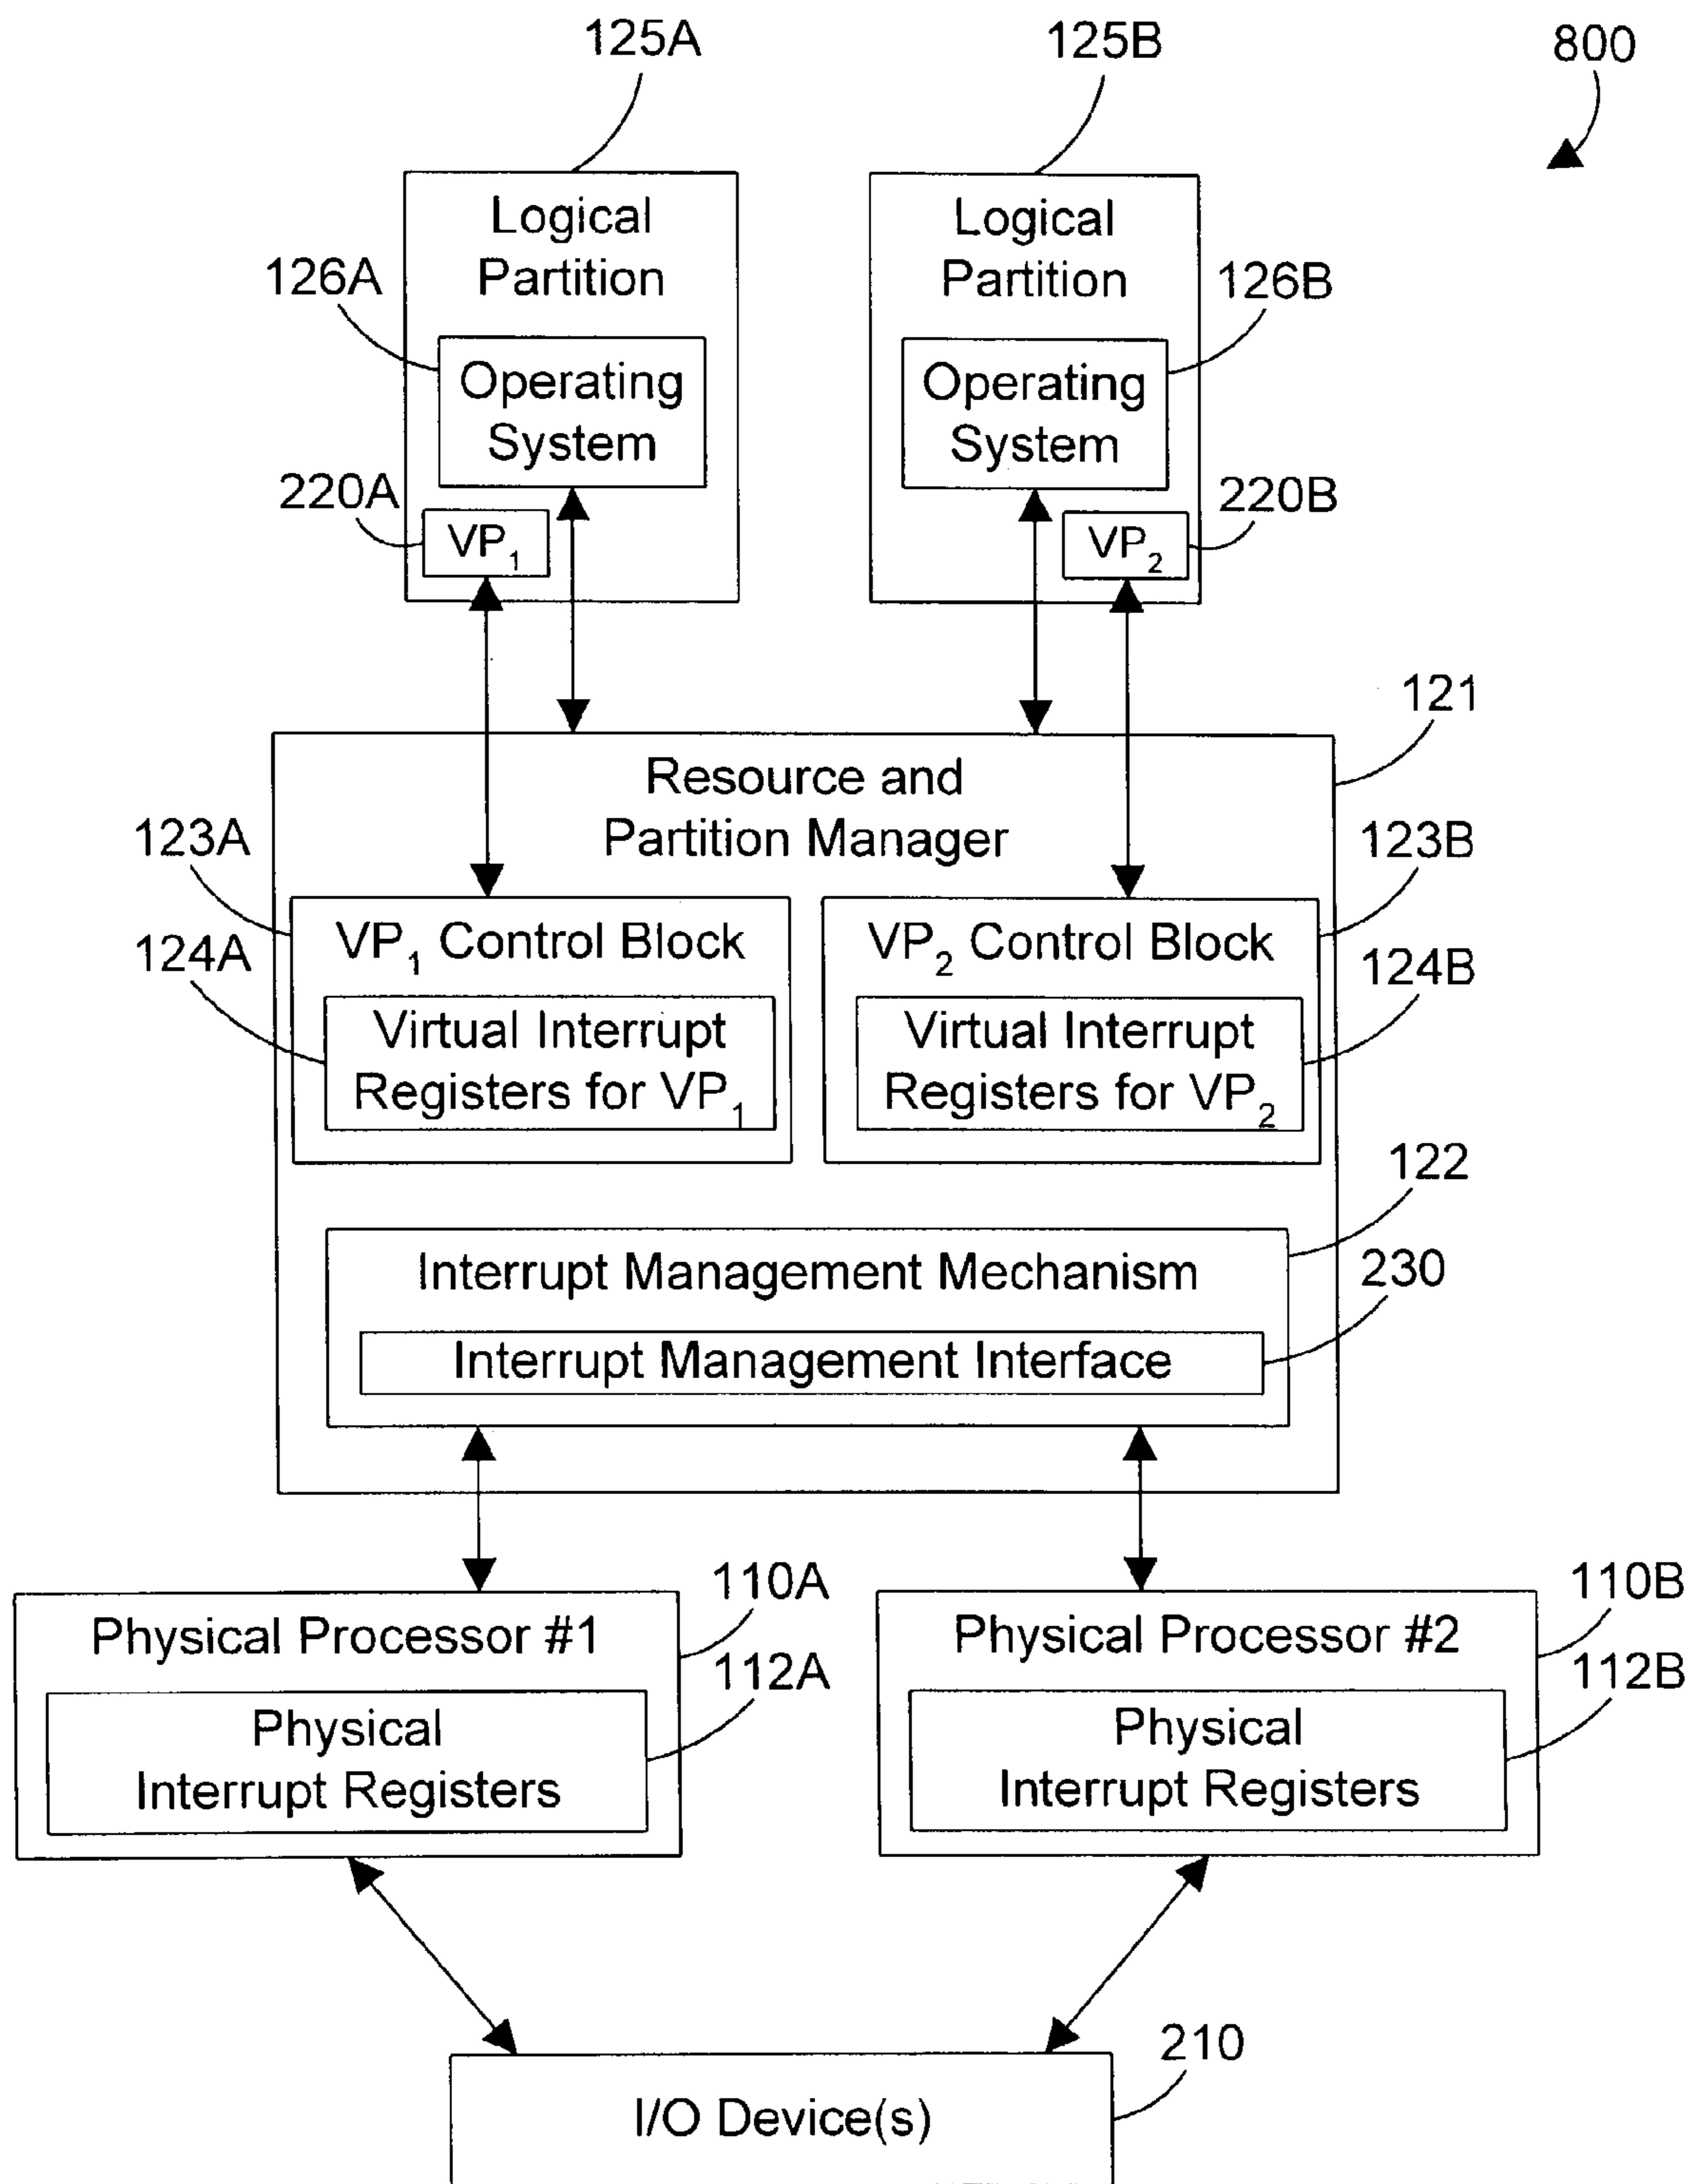 125A
125B
800
Logical
Partition
Logical
Partition
126A
126B
Operating
System
Operating
System
220A
220B
VP1
VP2
121
Resource and
Partition Manager
123A
123B
VP1 Control Block
VP2 Control Block
124A
124B
Virtual Interrupt
Registers for VP1
Virtual Interrupt
Registers for VP2
122
Interrupt Management Mechanism
230
Interrupt Management Interface
110A
110B
Physical Processor #1
Physical Processor #2
112A
112B
Physical
Interrupt Registers
Physical
Interrupt Registers
210
I/O Device(s)